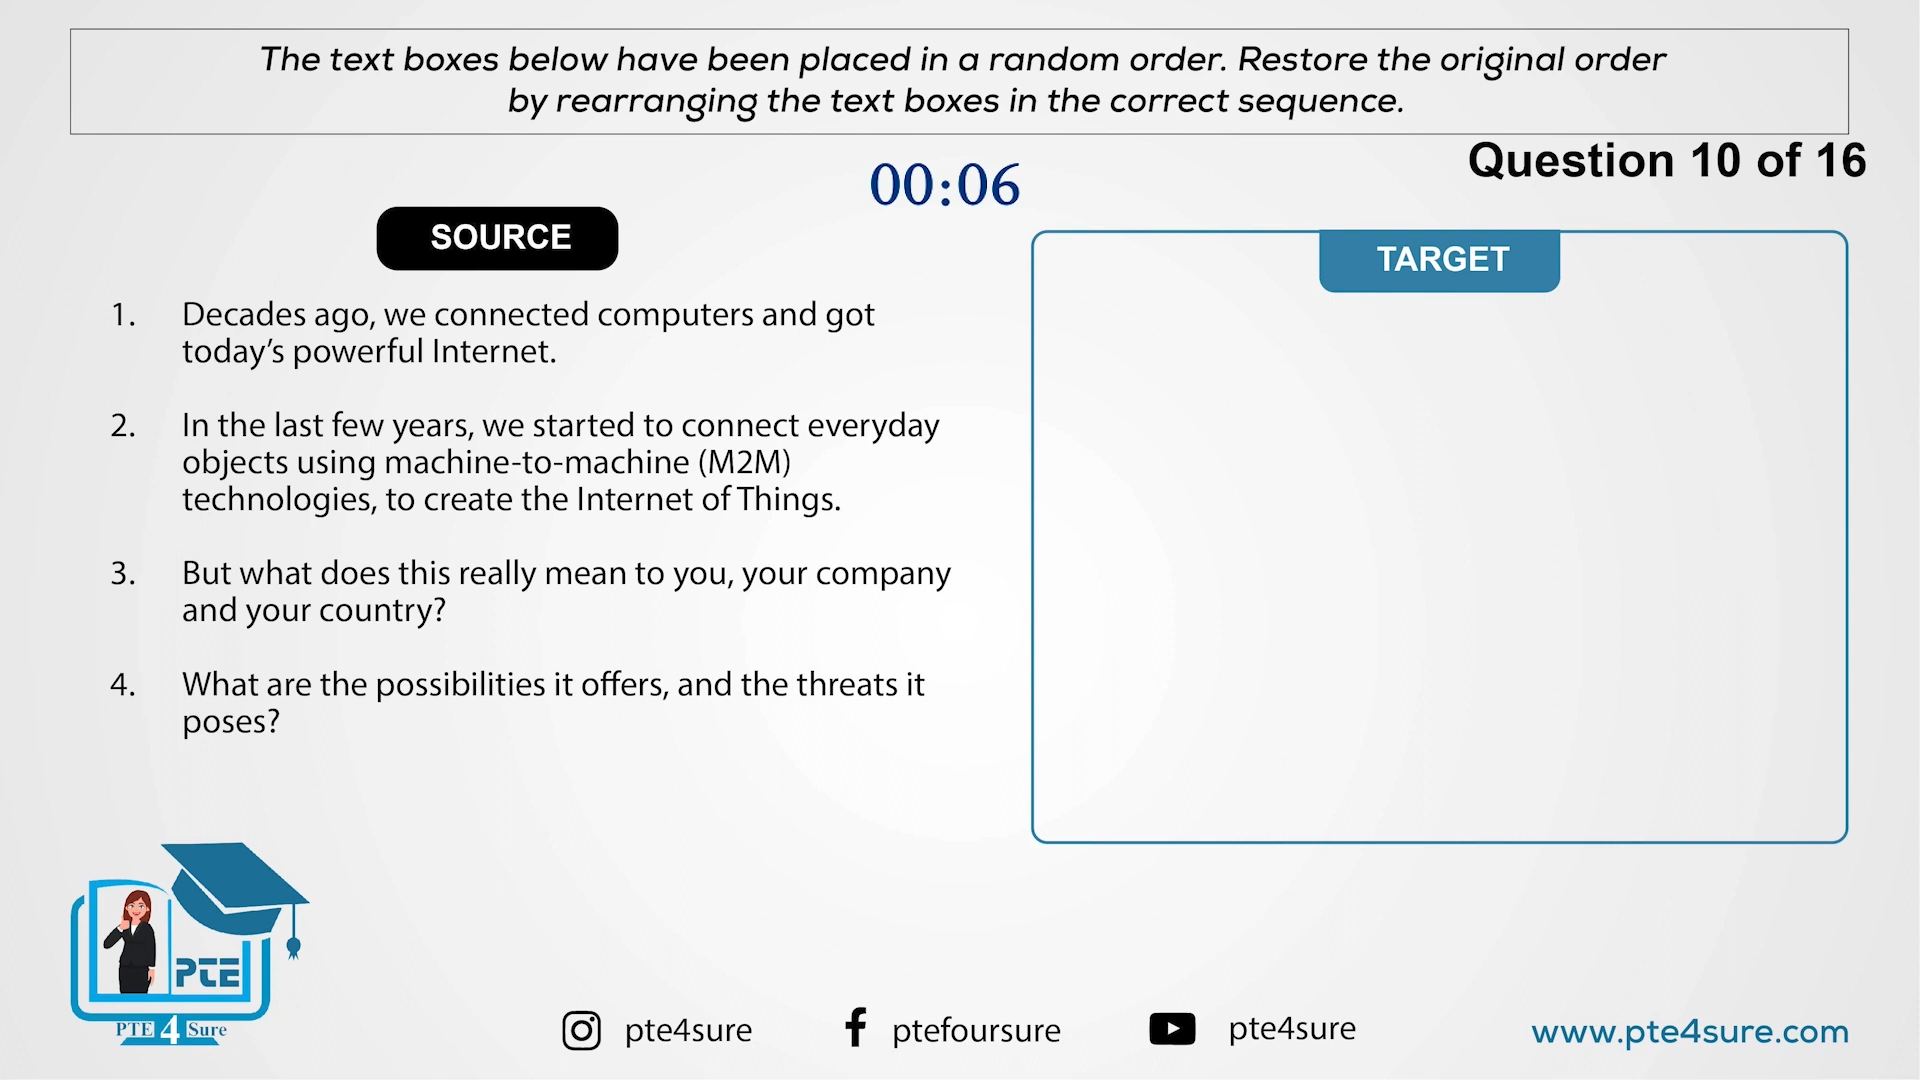 The text boxes below have been placed in a random order. Restore the original order
by rearranging the text boxes in the correct sequence.
Question 10 of 16
00:06
SOURCE
TARGET
1. Decades ago, we connected computers and got
today's powerful Internet.
2. In the last few years, we started to connect everyday
objects using machine-to-machine (M2M)
technologies, to create the Internet of Things.
3. But what does this really mean to you, your company
and your country?
4. What are the possibilities it offers, and the threats it
poses?
PTE
PTE 4 Sure
pte4sure
ptefoursure
pte4sure
www.pte4sure.com